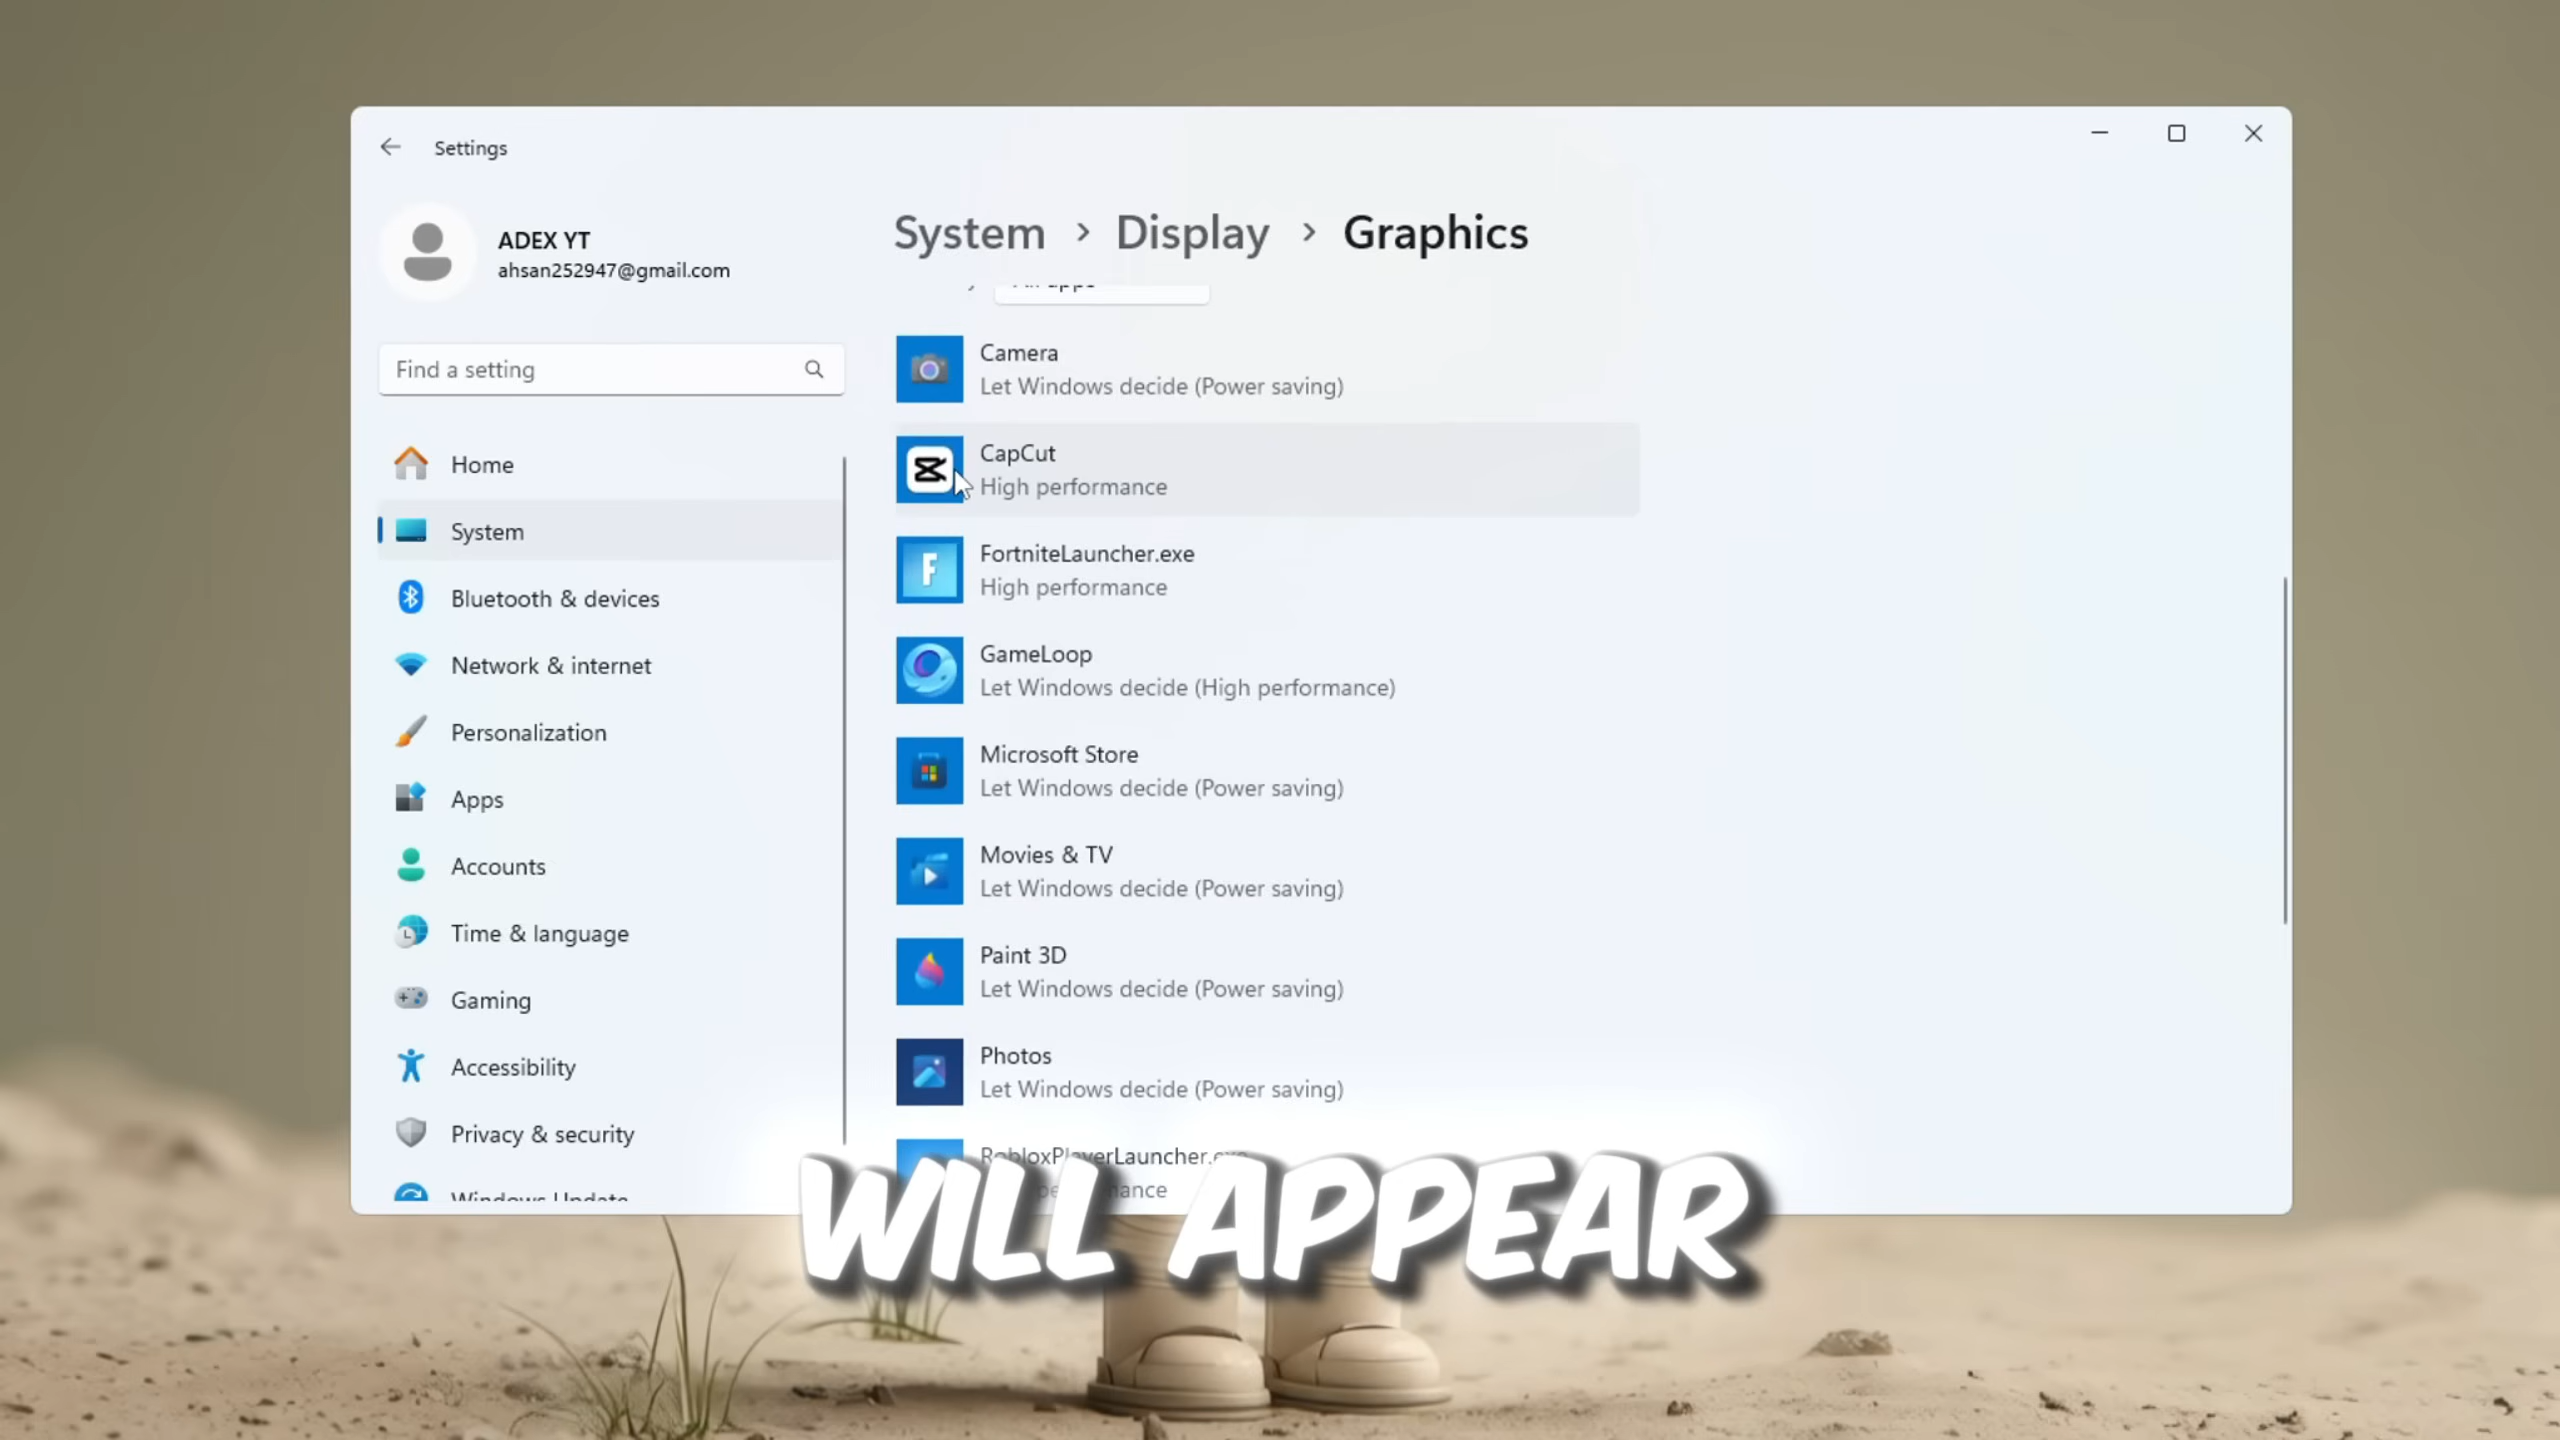 Settings
ADEX YT
ahsan252947@gmail.com
Find a setting
Home
System
Bluetooth & devices
Network & internet
Personalization
Apps
Accounts
Time & language
Gaming
Accessibility
Privacy & security
Windows Update
System > Display > Graphics
Camera
Let Windows decide (Power saving)
CapCut
High performance
FortniteLauncher.exe
High performance
GameLoop
Let Windows decide (High performance)
Microsoft Store
Let Windows decide (Power saving)
Movies & TV
Let Windows decide (Power saving)
Paint 3D
Let Windows decide (Power saving)
Photos
Let Windows decide (Power saving)
RobloxPlayerLauncher.exe
WILL APPEAR